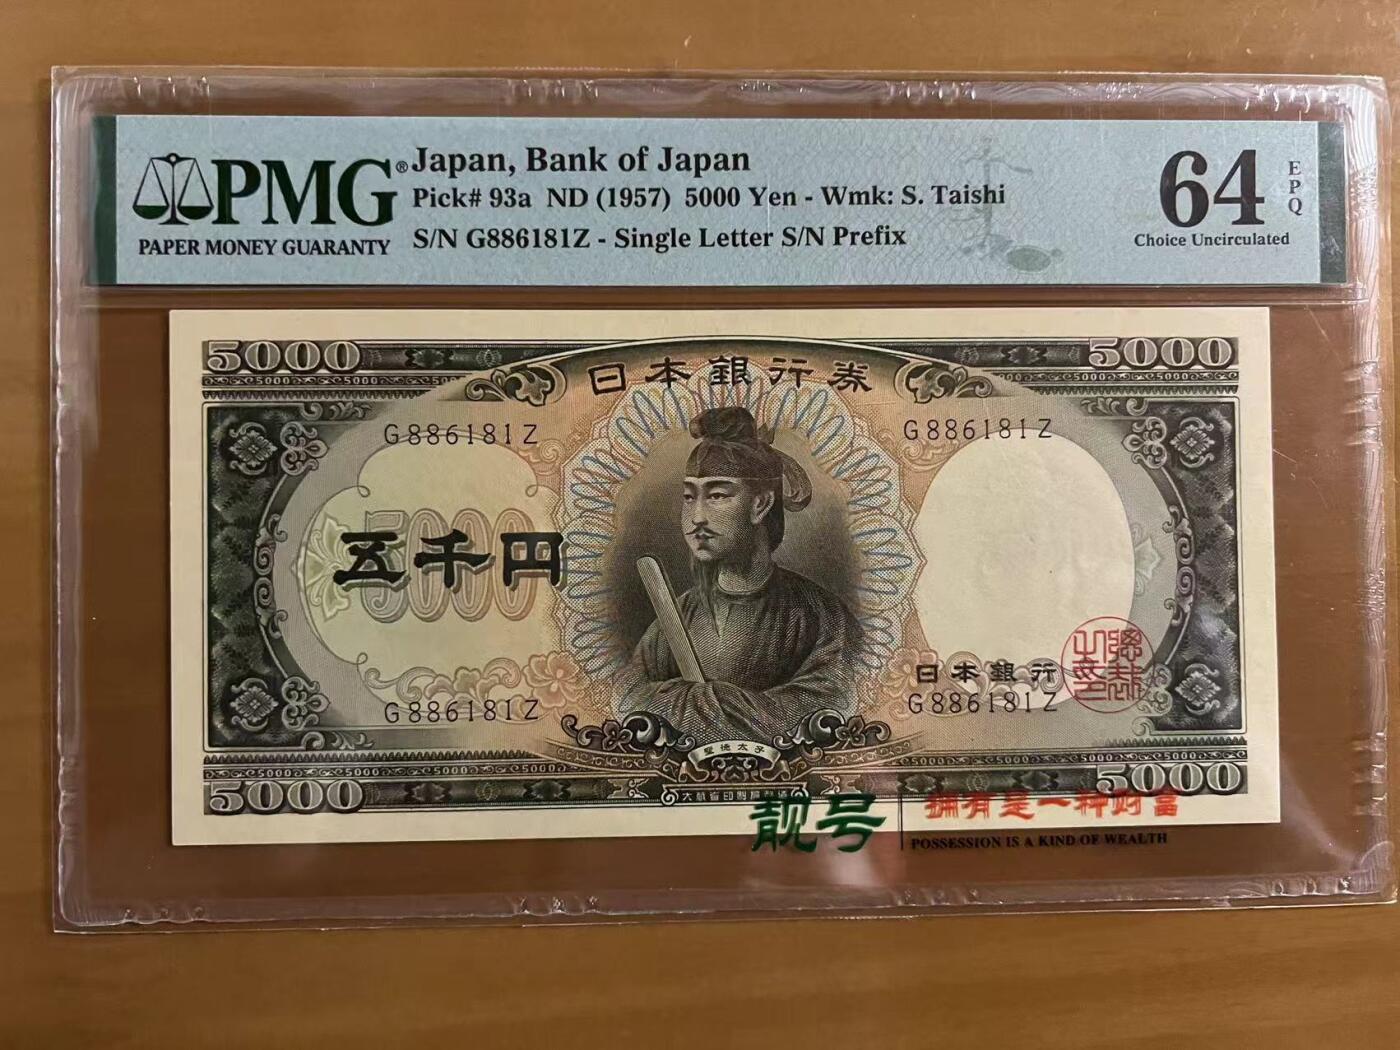 PMG®
PAPER MONEY GUARANTY
Japan, Bank of Japan
Pick# 93a ND (1957) 5000 Yen - Wmk: S. Taishi
S/N G886181Z - Single Letter S/N Prefix
64
EPQ
Choice Uncirculated
5000
5000
日本銀行券
G886181Z
G886181Z
5000
五千円
日本銀行
G886181Z
G886181Z
聖徳太子
5000
5000
靓号
拥有是一种财富
POSSESSION IS A KIND OF WEALTH